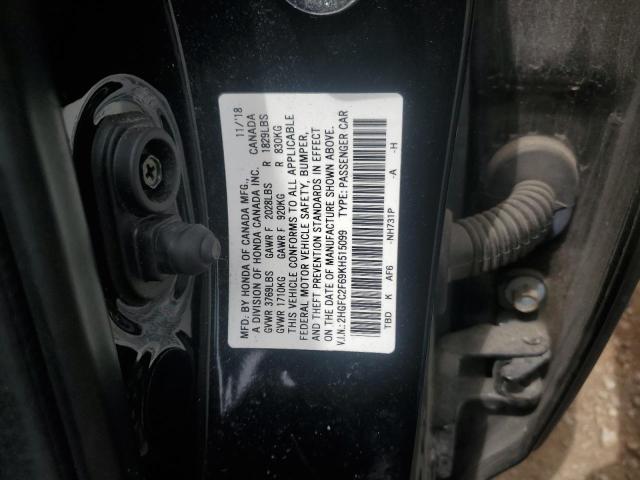 MFD. BY HONDA OF CANADA MFG., 11/18
A DIVISION OF HONDA CANADA INC. CANADA
GVWR 3769LBS GAWR F 2028LBS R 1829LBS
GVWR 1710KG GAWR F 920KG R 830KG
THIS VEHICLE CONFORMS TO ALL APPLICABLE
FEDERAL MOTOR VEHICLE SAFETY, BUMPER,
AND THEFT PREVENTION STANDARDS IN EFFECT
ON THE DATE OF MANUFACTURE SHOWN ABOVE.
V.I.N.: 2HGFC2F69KH515099 TYPE: PASSENGER CAR
TBD K AF6 -NH731P -A -H